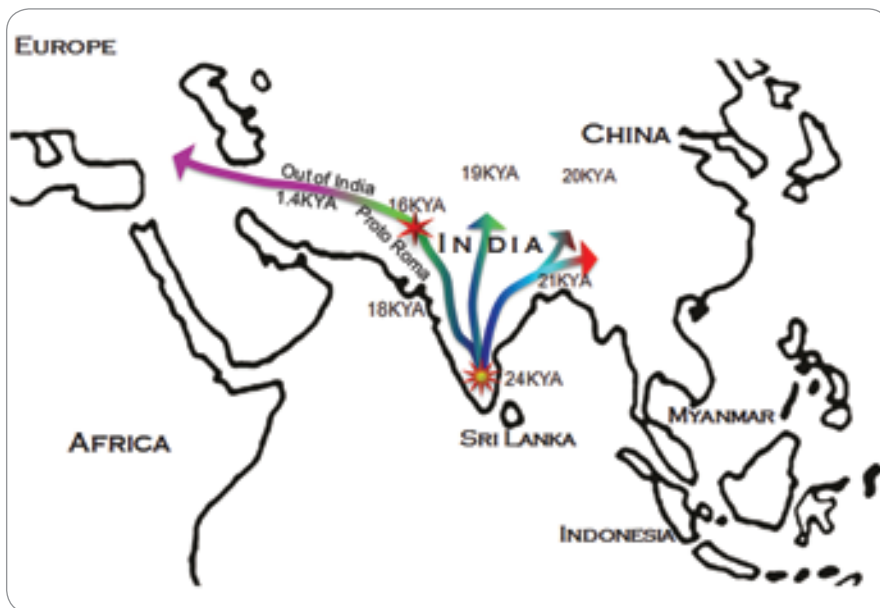 EUROPE
CHINA
Out of India
1.4KYA
16KYA
19KYA
20KYA
Proto Roma
INDIA
21KYA
18KYA
24KYA
SRI LANKA
MYANMAR
AFRICA
INDONESIA